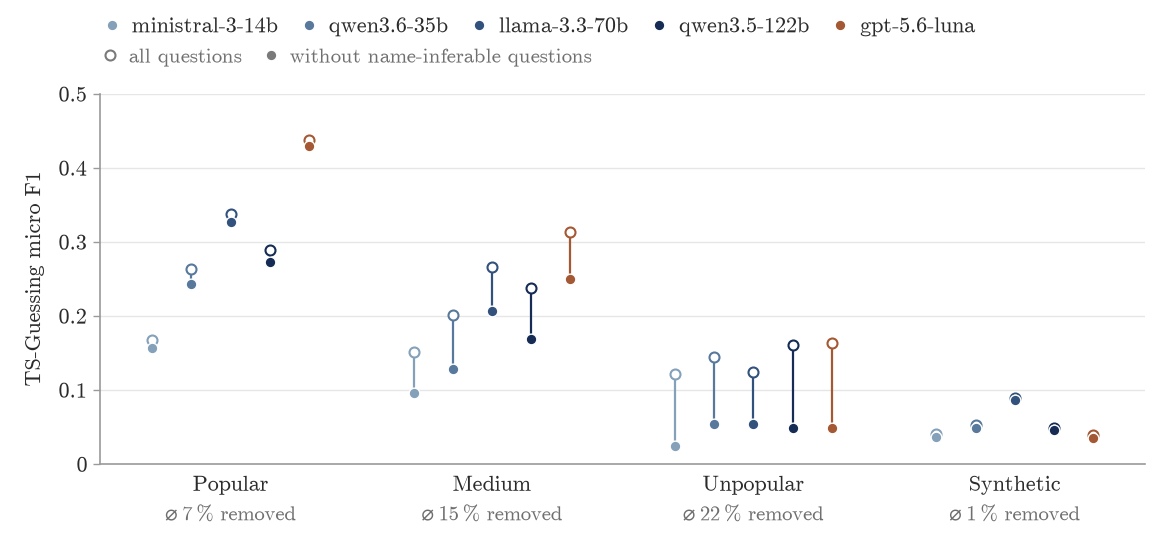 ministral-3-14b qwen3.6-35b llama-3.3-70b qwen3.5-122b gpt-5.6-luna
all questions without name-inferable questions
TS-Guessing micro F1
0.5
0.4
0.3
0.2
0.1
0
Popular Medium Unpopular Synthetic
⌀ 7 % removed ⌀ 15 % removed ⌀ 22 % removed ⌀ 1 % removed